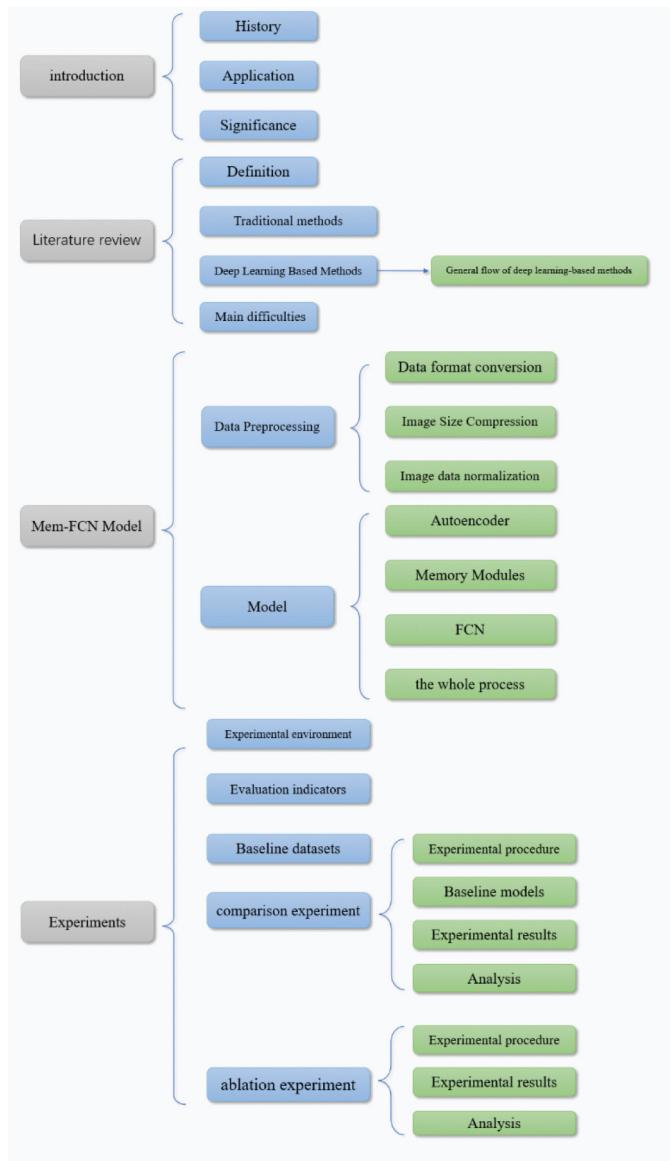 introduction
History
Application
Significance
Literature review
Definition
Traditional methods
Deep Learning Based Methods
General flow of deep learning-based methods
Main difficulties
Mem-FCN Model
Data Preprocessing
Data format conversion
Image Size Compression
Image data normalization
Model
Autoencoder
Memory Modules
FCN
the whole process
Experiments
Experimental environment
Evaluation indicators
Baseline datasets
comparison experiment
Experimental procedure
Baseline models
Experimental results
Analysis
ablation experiment
Experimental procedure
Experimental results
Analysis